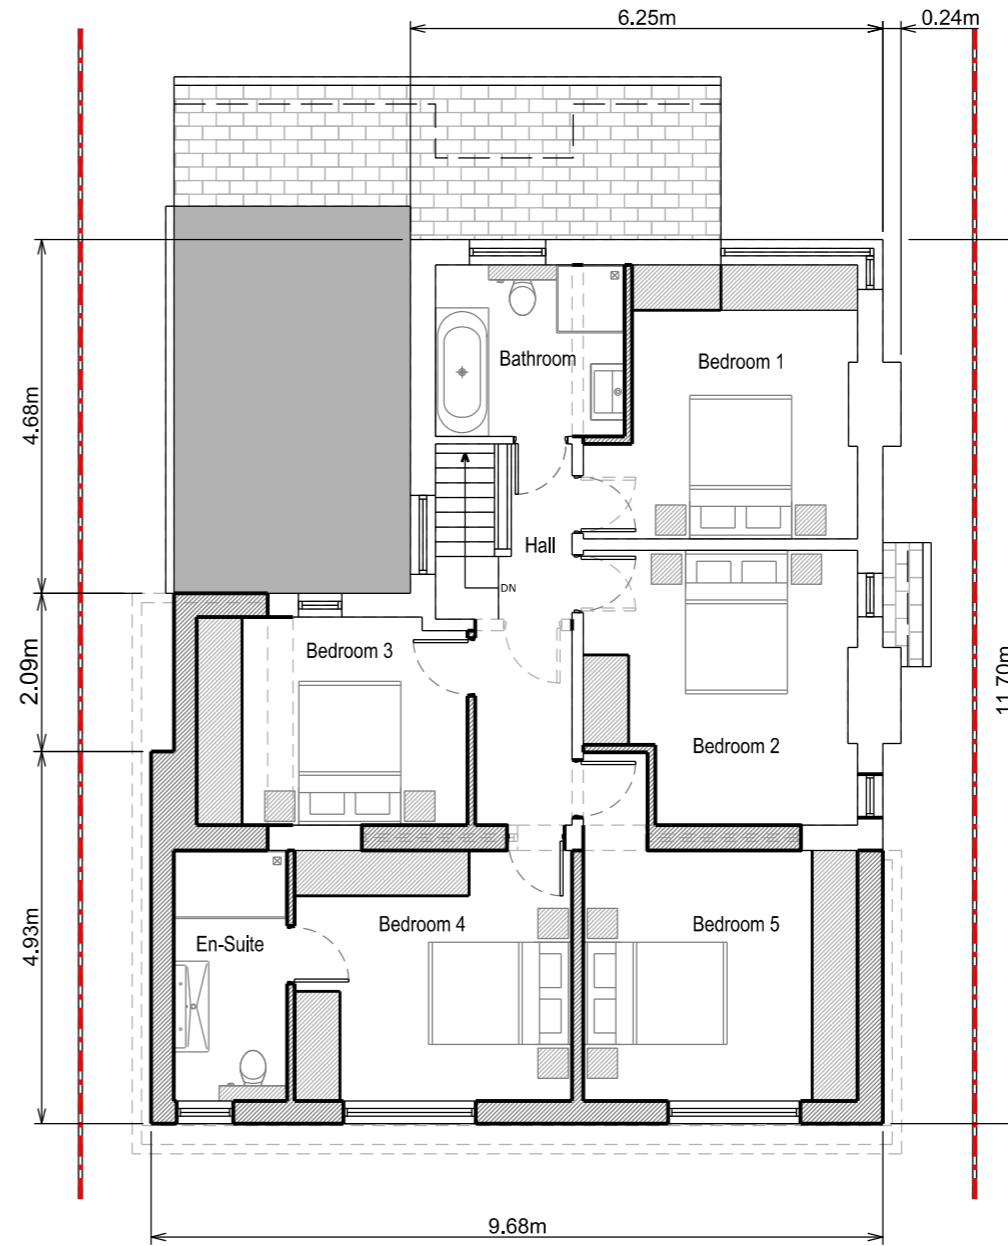 6.25m
0.24m
4.68m
Bathroom
Bedroom 1
Hall
DN
2.09m
Bedroom 3
11.70m
Bedroom 2
4.93m
En-Suite
Bedroom 4
Bedroom 5
9.68m